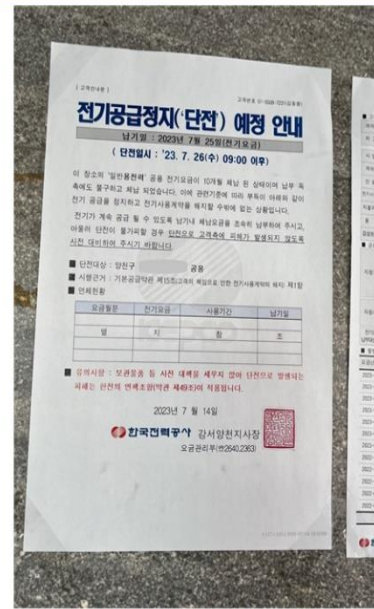 ( 고객안내문 )
전기공급정지('단전') 예정 안내
납기일 : 2023년 7월 25일(전기요금)
( 단전일시 : '23. 7. 26(수) 09:00 이후)
이 장소의 '일반용전력' 공용 전기요금이 10개월 체납 된 상태이며 납부 독
촉에도 불구하고 체납 되었습니다. 이에 관련기준에 따라 부득이 아래와 같이
전기 공급을 정지하고 전기사용계약을 해지할 수밖에 없는 상황입니다.
전기가 계속 공급 될 수 있도록 납기내 체납요금을 조속히 납부하여 주시고,
아울러 단전이 불가피할 경우 단전으로 고객측에 피해가 발생되지 않도록
사전 대비하여 주시기 바랍니다.
■ 단전대상 : 양천구 공용
■ 시행근거 : 기본공급약관 제15조(고객의 책임으로 인한 전기사용계약의 해지) 제1항
■ 연체현황
요금월분 전기요금 사용기간 납기일
별 지 참 조
■ 유의사항 : 보관물품 등 사전 대책을 세우지 않아 단전으로 발생되는
피해는 한전의 면책조항(약관 제49조)이 적용됩니다.
2023년 7월 14일
한국전력공사 강서양천지사장
요금관리부(☎2640,2363)